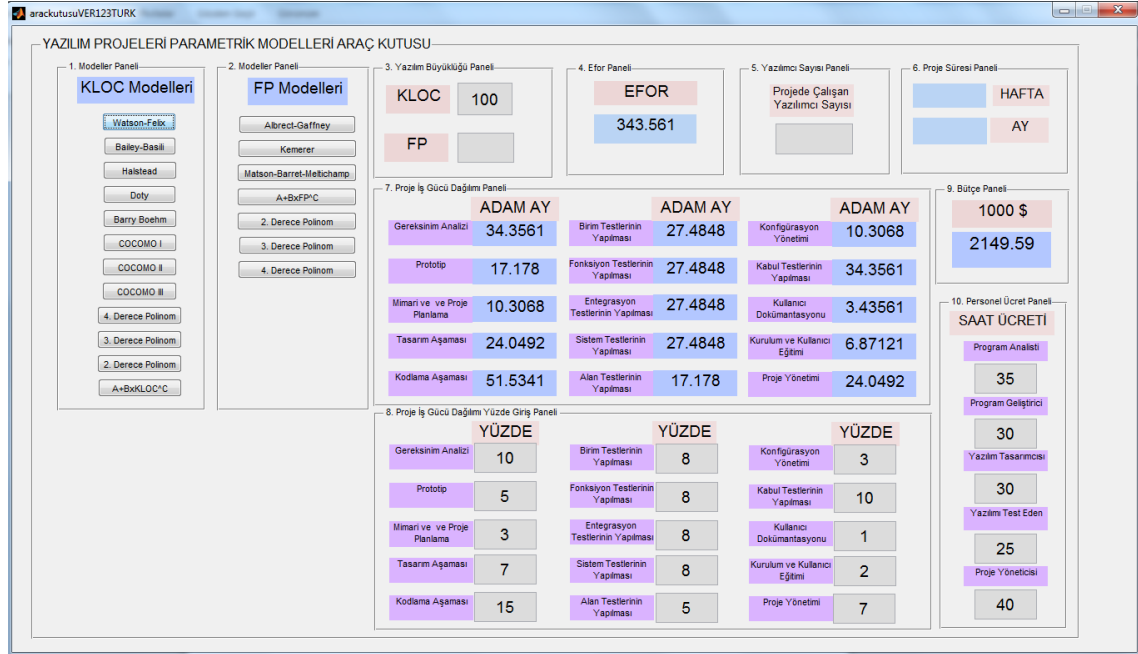 arackutusuVER123TURK
YAZILIM PROJELERİ PARAMETRİK MODELLERİ ARAÇ KUTUSU
1. Modeller Paneli
KLOC Modelleri
Watson-Felix
Bailey-Basili
Halstead
Doty
Barry Boehm
COCOMO I
COCOMO II
COCOMO III
4. Derece Polinom
3. Derece Polinom
2. Derece Polinom
A+BxKLOC^C
2. Modeller Paneli
FP Modelleri
Albrect-Gaffney
Kemerer
Matson-Barret-Meltichamp
A+BxFP^C
2. Derece Polinom
3. Derece Polinom
4. Derece Polinom
3. Yazılım Büyüklüğü Paneli
KLOC 100
FP
4. Efor Paneli
EFOR
343.561
5. Yazılımcı Sayısı Paneli
Projede Çalışan
Yazılımcı Sayısı
6. Proje Süresi Paneli
HAFTA
AY
7. Proje İş Gücü Dağılımı Paneli
ADAM AY ADAM AY ADAM AY
Gereksinim Analizi 34.3561
Birim Testlerinin
Yapılması 27.4848
Konfigürasyon
Yönetimi 10.3068
Prototip 17.178
Fonksiyon Testlerinin
Yapılması 27.4848
Kabul Testlerinin
Yapılması 34.3561
Mimari ve ve Proje
Planlama 10.3068
Entegrasyon
Testlerinin Yapılması 27.4848
Kullanıcı
Dokümantasyonu 3.43561
Tasarım Aşaması 24.0492
Sistem Testlerinin
Yapılması 27.4848
Kurulum ve Kullanıcı
Eğitimi 6.87121
Kodlama Aşaması 51.5341
Alan Testlerinin
Yapılması 17.178
Proje Yönetimi 24.0492
8. Proje İş Gücü Dağılımı Yüzde Giriş Paneli
YÜZDE YÜZDE YÜZDE
Gereksinim Analizi 10
Birim Testlerinin
Yapılması 8
Konfigürasyon
Yönetimi 3
Prototip 5
Fonksiyon Testlerinin
Yapılması 8
Kabul Testlerinin
Yapılması 10
Mimari ve ve Proje
Planlama 3
Entegrasyon
Testlerinin Yapılması 8
Kullanıcı
Dokümantasyonu 1
Tasarım Aşaması 7
Sistem Testlerinin
Yapılması 8
Kurulum ve Kullanıcı
Eğitimi 2
Kodlama Aşaması 15
Alan Testlerinin
Yapılması 5
Proje Yönetimi 7
9. Bütçe Paneli
1000 $
2149.59
10. Personel Ücret Paneli
SAAT ÜCRETİ
Program Analisti
35
Program Geliştirici
30
Yazılım Tasarımcısı
30
Yazılımı Test Eden
25
Proje Yöneticisi
40